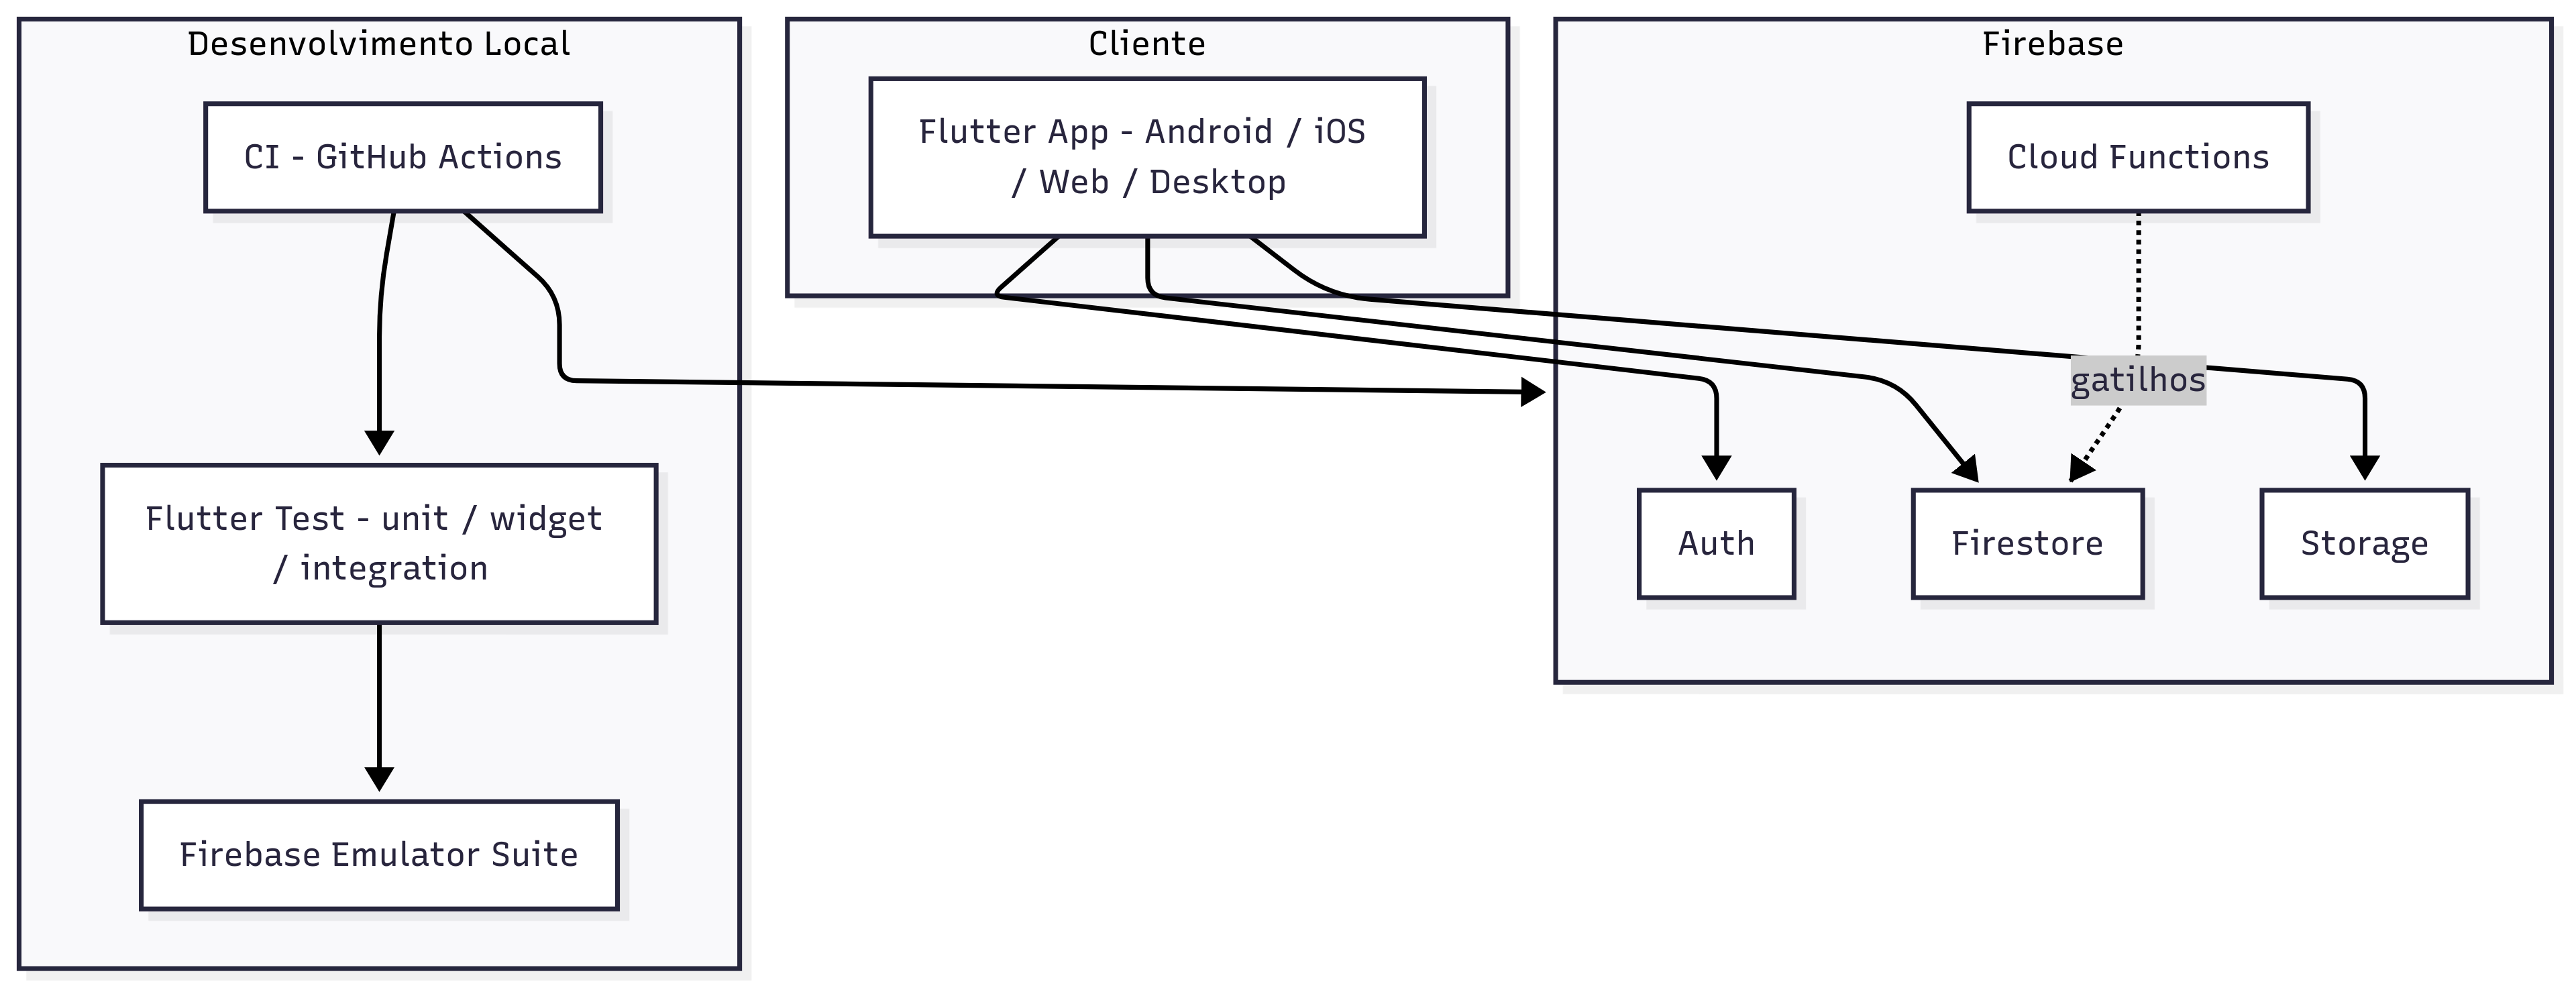 Desenvolvimento Local
CI - GitHub Actions
Flutter Test - unit / widget
/ integration
Firebase Emulator Suite
Cliente
Flutter App - Android / iOS
/ Web / Desktop
Firebase
Cloud Functions
gatilhos
Auth
Firestore
Storage